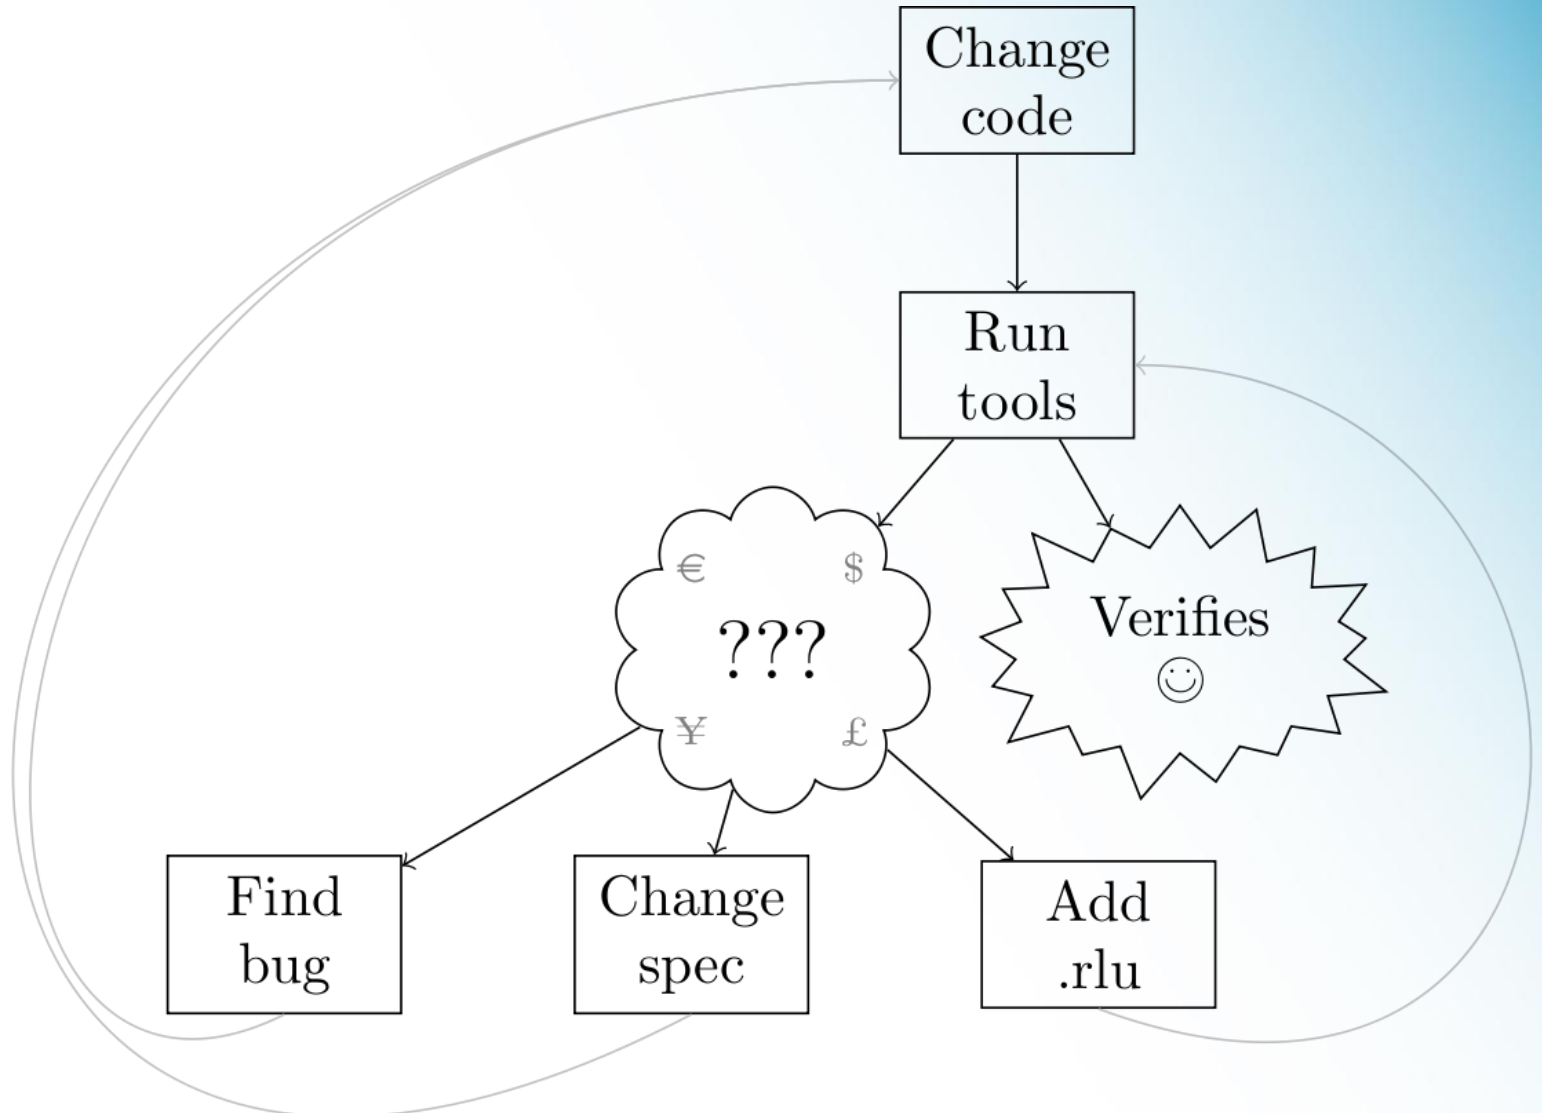 Change
code
Run
tools
€ $
???
¥ £
Verifies
☺
Find
bug
Change
spec
Add
.rlu